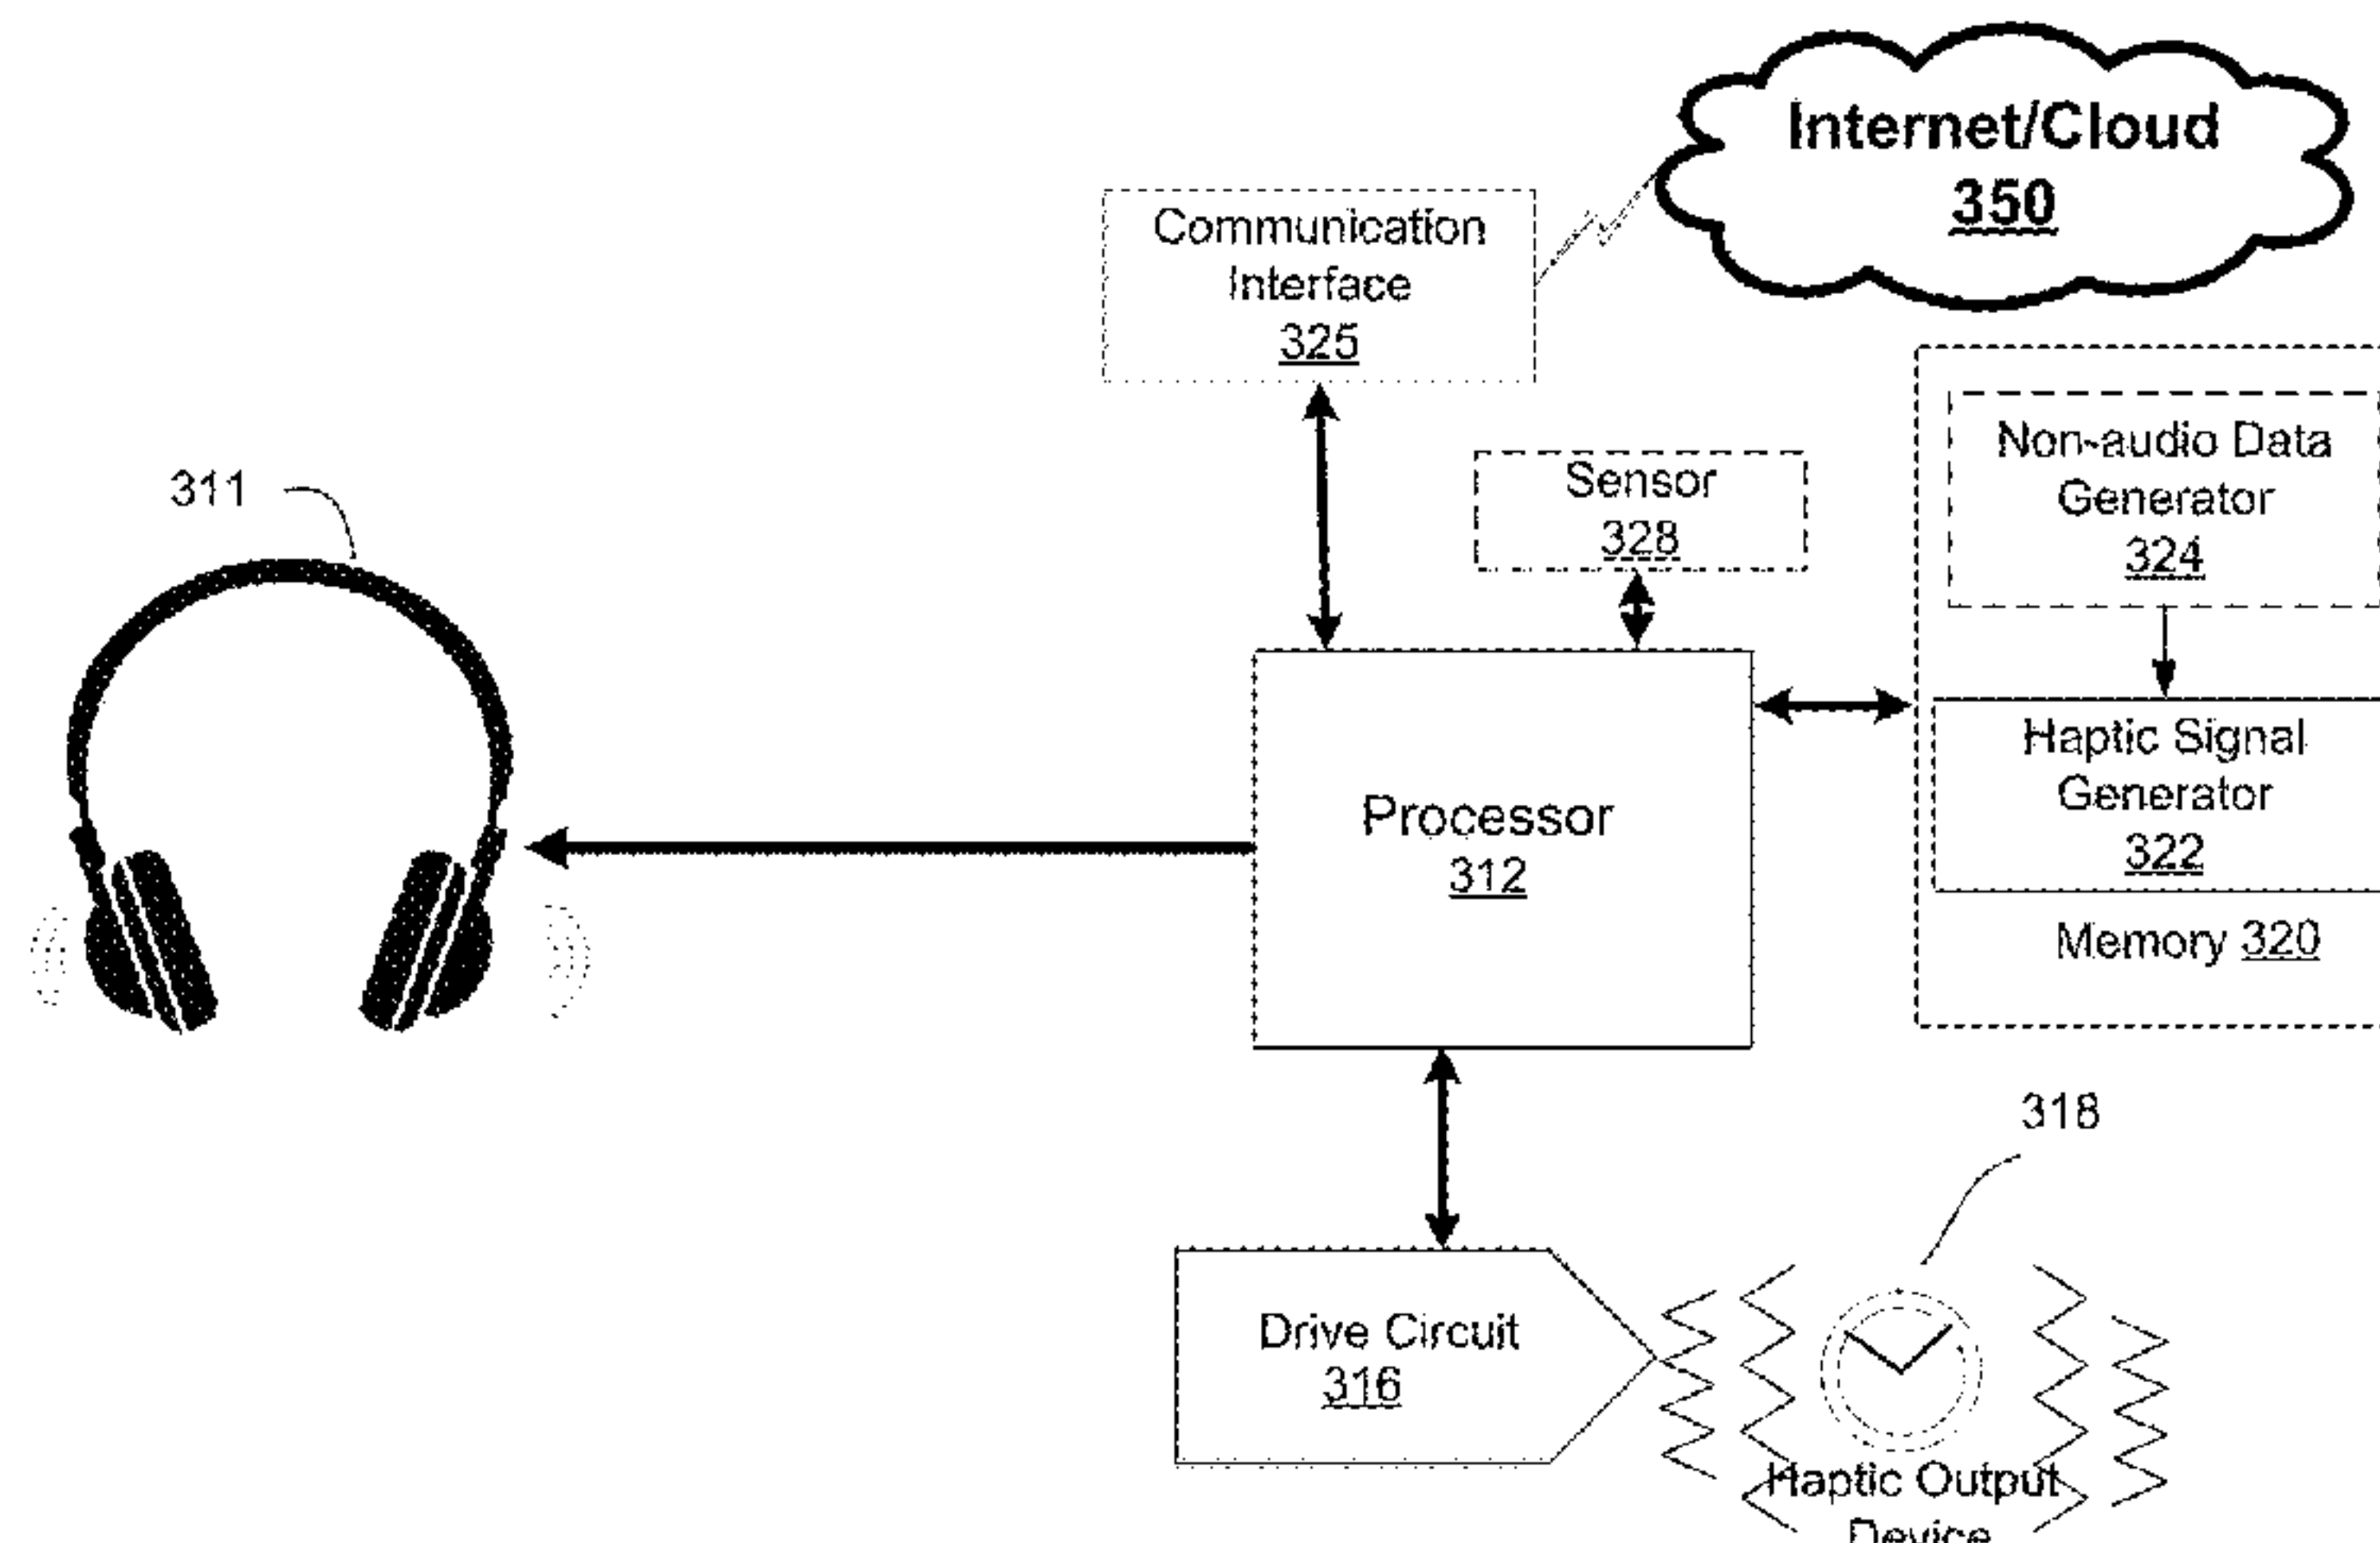 Internet/Cloud
350
Communication
Interface
325
Non-audio Data
Generator
324
Sensor
328
311
Haptic Signal
Generator
322
Processor
312
Memory 320
318
Drive Circuit
316
Haptic Output
Device